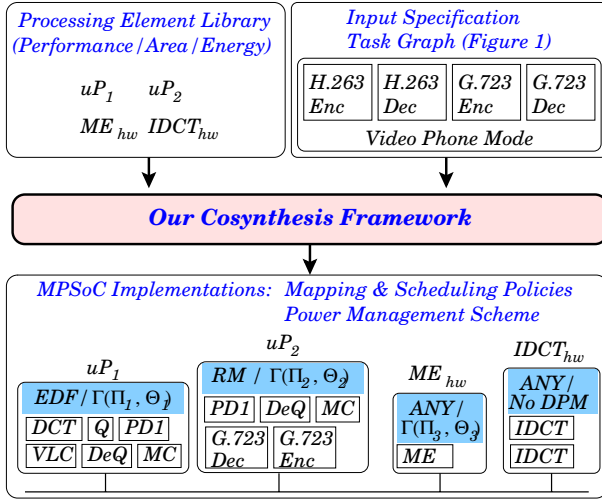 Processing Element Library
(Performance/Area/Energy)
uP1 uP2
MEhw IDCThw
Input Specification
Task Graph (Figure 1)
H.263 Enc
H.263 Dec
G.723 Enc
G.723 Dec
Video Phone Mode
Our Cosynthesis Framework
MPSoC Implementations: Mapping & Scheduling Policies
Power Management Scheme
uP1
EDF/Γ(Π1, Θ1)
DCT Q PD1
VLC DeQ MC
uP2
RM / Γ(Π2, Θ2)
PD1 DeQ MC
G.723 Dec
G.723 Enc
MEhw
ANY/
Γ(Π3, Θ3)
ME
IDCThw
ANY/
No DPM
IDCT
IDCT